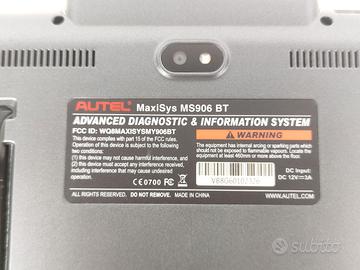 AUTEL MaxiSys MS906 BT
ADVANCED DIAGNOSTIC & INFORMATION SYSTEM
FCC ID: WQ8MAXISYSMY906BT
This device complies with part 15 of the FCC rules.
Operation of this device is subject to the following
two conditions:
(1) this device may not cause harmful interference, and
(2) this device must accept any interference received,
including interference that may cause undesired
operation.
WARNING
This equipment has internal arcing or sparking parts which
should not be exposed to flammable vapours. Locate the
equipment at least 460mm or more above the floor.
CE0700
DC Input:
DC 12V 3A
ALL RIGHTS RESERVED. DO NOT REMOVE. MADE IN CHINA
WWW.AUTEL.COM
subito